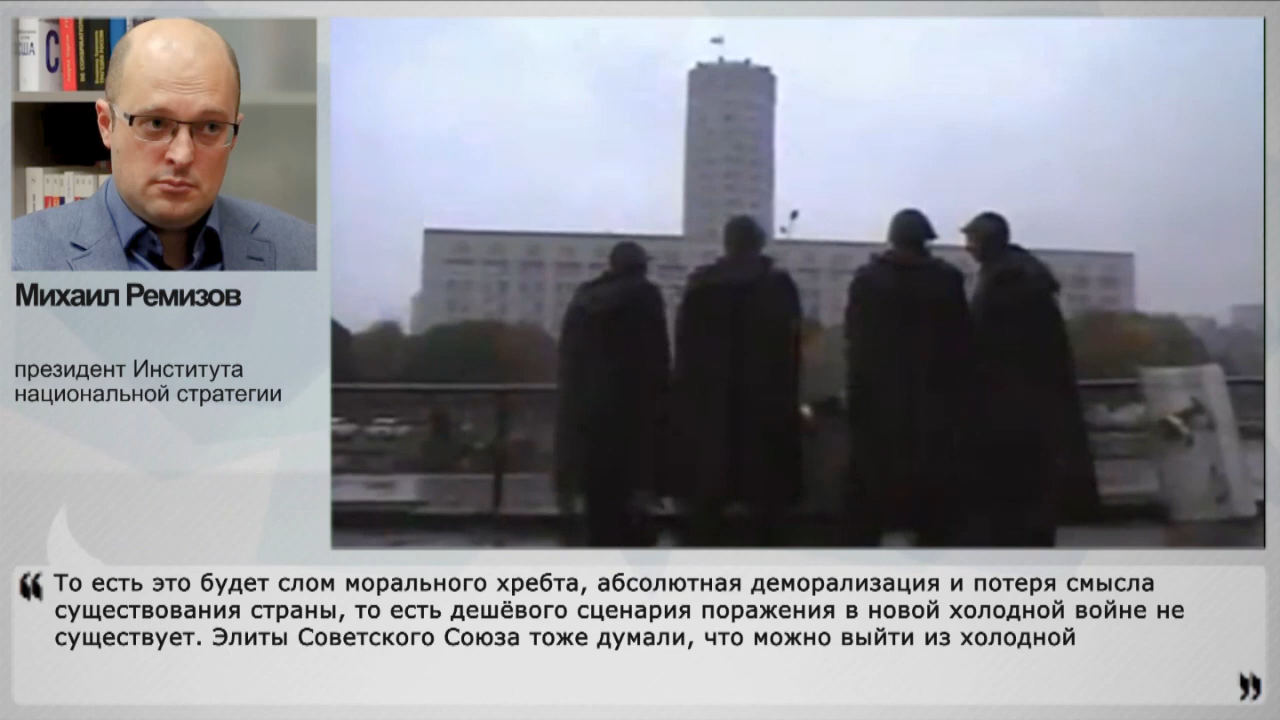 Михаил Ремизов
президент Института
национальной стратегии
То есть это будет слом морального хребта, абсолютная деморализация и потеря смысла
существования страны, то есть дешёвого сценария поражения в новой холодной войне не
существует. Элиты Советского Союза тоже думали, что можно выйти из холодной